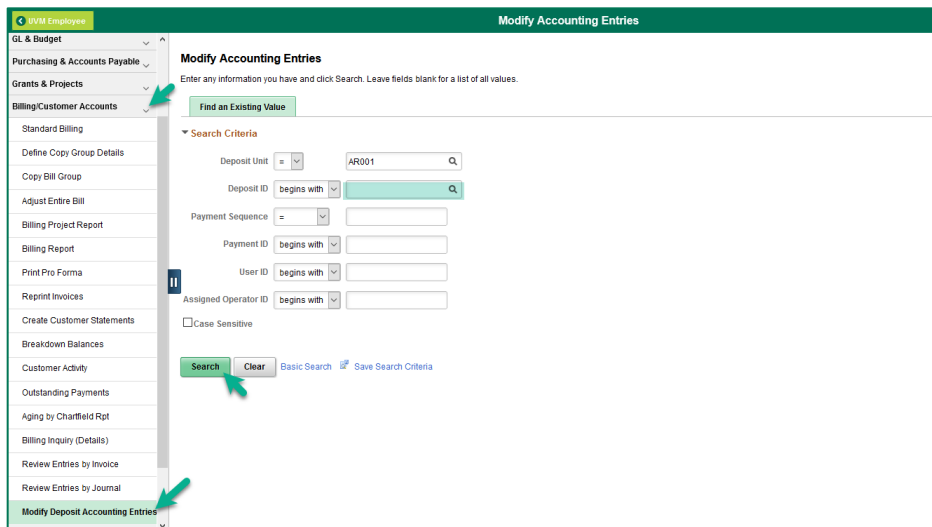 UVM Employee
Modify Accounting Entries
GL & Budget
Purchasing & Accounts Payable
Grants & Projects
Billing/Customer Accounts
Standard Billing
Define Copy Group Details
Copy Bill Group
Adjust Entire Bill
Billing Project Report
Billing Report
Print Pro Forma
Reprint Invoices
Create Customer Statements
Breakdown Balances
Customer Activity
Outstanding Payments
Aging by Chartfield Rpt
Billing Inquiry (Details)
Review Entries by Invoice
Review Entries by Journal
Modify Deposit Accounting Entries
Modify Accounting Entries
Enter any information you have and click Search. Leave fields blank for a list of all values.
Find an Existing Value
Search Criteria
Deposit Unit = AR001
Deposit ID begins with
Payment Sequence =
Payment ID begins with
User ID begins with
Assigned Operator ID begins with
Case Sensitive
Search Clear Basic Search Save Search Criteria